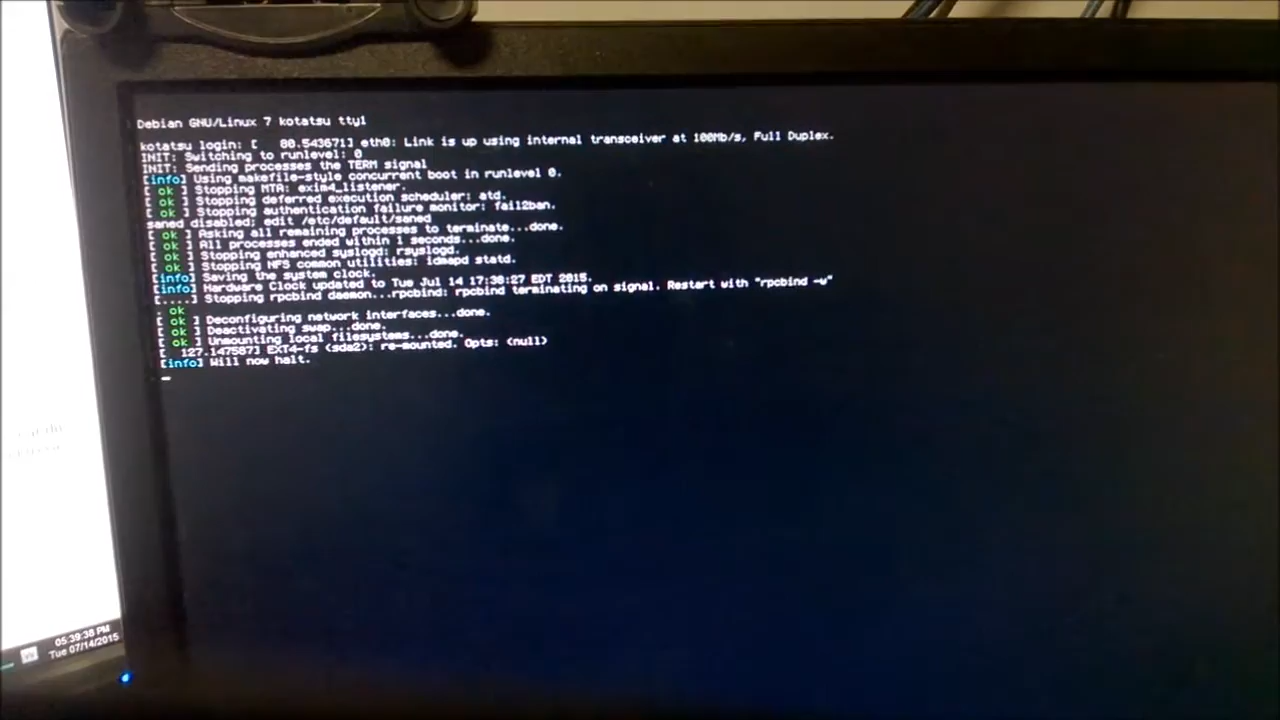 Debian GNU/Linux 7 kotatsu tty1
kotatsu login: [   80.543671] eth0: Link is up using internal transceiver at 100Mb/s, Full Duplex.
INIT: Switching to runlevel: 0
INIT: Sending processes the TERM signal
[info] Using makefile-style concurrent boot in runlevel 0.
[ ok ] Stopping MTA: exim4_listener.
[ ok ] Stopping deferred execution scheduler: atd.
[ ok ] Stopping authentication failure monitor: fail2ban.
saned disabled; edit /etc/default/saned
[ ok ] Asking all remaining processes to terminate...done.
[ ok ] All processes ended within 1 seconds...done.
[ ok ] Stopping enhanced syslogd: rsyslogd.
[ ok ] Stopping NFS common utilities: idmapd statd.
[info] Saving the system clock.
[info] Hardware Clock updated to Tue Jul 14 17:38:27 EDT 2015.
[....] Stopping rpcbind daemon...rpcbind: rpcbind terminating on signal. Restart with "rpcbind -w"
. ok
[ ok ] Deconfiguring network interfaces...done.
[ ok ] Deactivating swap...done.
[ ok ] Unmounting local filesystems...done.
[  127.147587] EXT4-fs (sda2): re-mounted. Opts: (null)
[info] Will now halt.
05:39:38 PM
Tue 07/14/2015